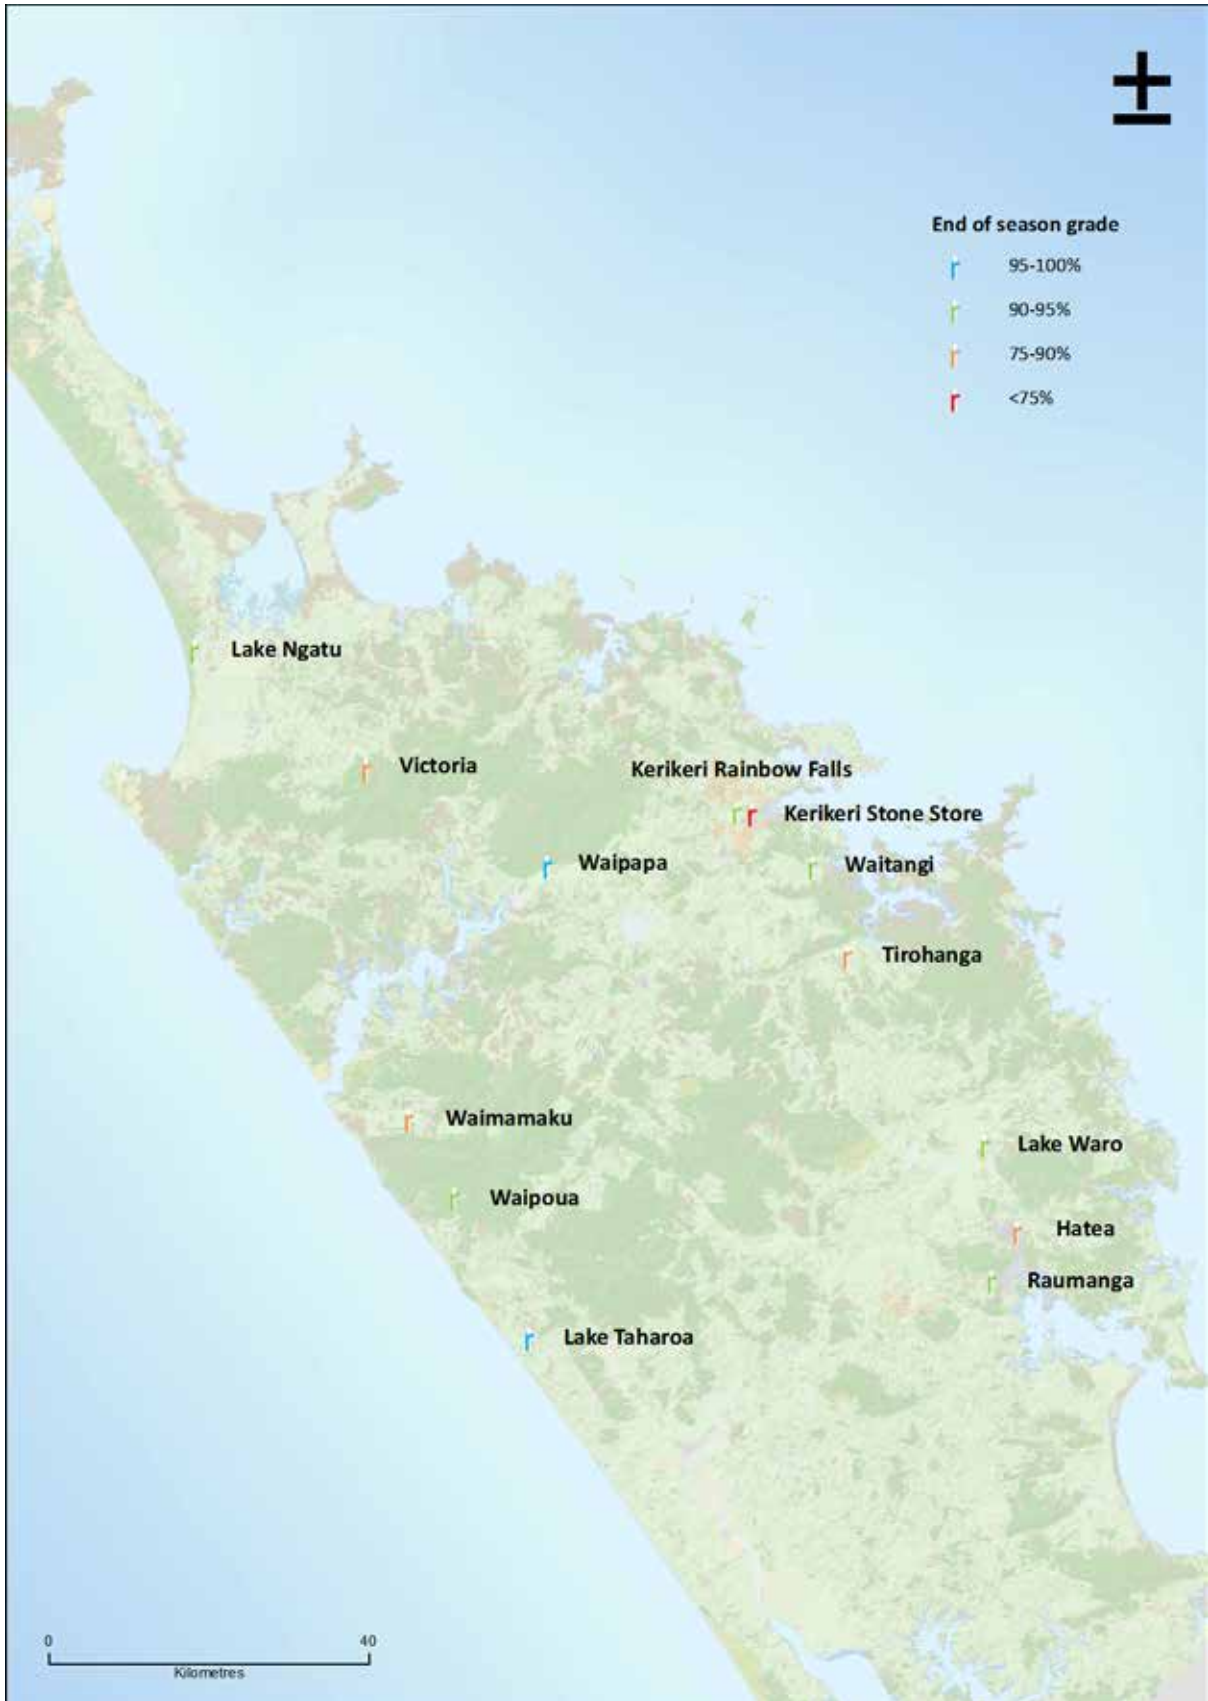 ±
End of season grade
r 95-100%
r 90-95%
r 75-90%
r <75%
r Lake Ngatu
r Victoria
Kerikeri Rainbow Falls
r r Kerikeri Stone Store
r Waipapa
r Waitangi
r Tirohanga
r Waimamaku
r Lake Waro
r Waipoua
r Hatea
r Raumanga
r Lake Taharoa
0 40
Kilometres